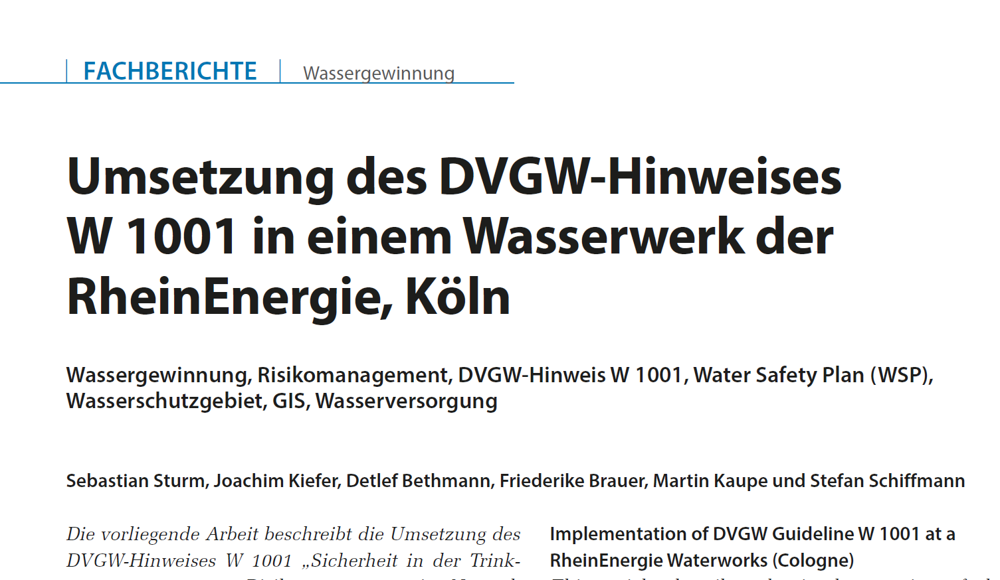 FACHBERICHTE Wassergewinnung
Umsetzung des DVGW-Hinweises
W 1001 in einem Wasserwerk der
RheinEnergie, Köln
Wassergewinnung, Risikomanagement, DVGW-Hinweis W 1001, Water Safety Plan (WSP),
Wasserschutzgebiet, GIS, Wasserversorgung
Sebastian Sturm, Joachim Kiefer, Detlef Bethmann, Friederike Brauer, Martin Kaupe und Stefan Schiffmann
Die vorliegende Arbeit beschreibt die Umsetzung des
DVGW-Hinweises W 1001 „Sicherheit in der Trink-
Implementation of DVGW Guideline W 1001 at a
RheinEnergie Waterworks (Cologne)